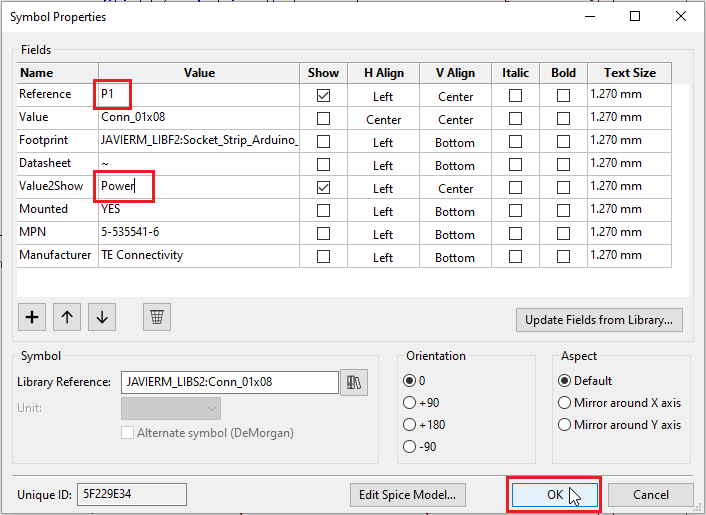 Symbol Properties
Fields
Name Value Show H Align V Align Italic Bold Text Size
Reference P1 Left Center 1.270 mm
Value Conn_01x08 Center Center 1.270 mm
Footprint JAVIERM_LIBF2:Socket_Strip_Arduino_ Left Bottom 1.270 mm
Datasheet ~ Left Bottom 1.270 mm
Value2Show Power Left Center 1.270 mm
Mounted YES Left Bottom 1.270 mm
MPN 5-535541-6 Left Bottom 1.270 mm
Manufacturer TE Connectivity Left Bottom 1.270 mm
Update Fields from Library...
Symbol
Library Reference: JAVIERM_LIBS2:Conn_01x08
Unit:
Alternate symbol (DeMorgan)
Orientation
0
+90
+180
-90
Aspect
Default
Mirror around X axis
Mirror around Y axis
Unique ID: 5F229E34 Edit Spice Model... OK Cancel